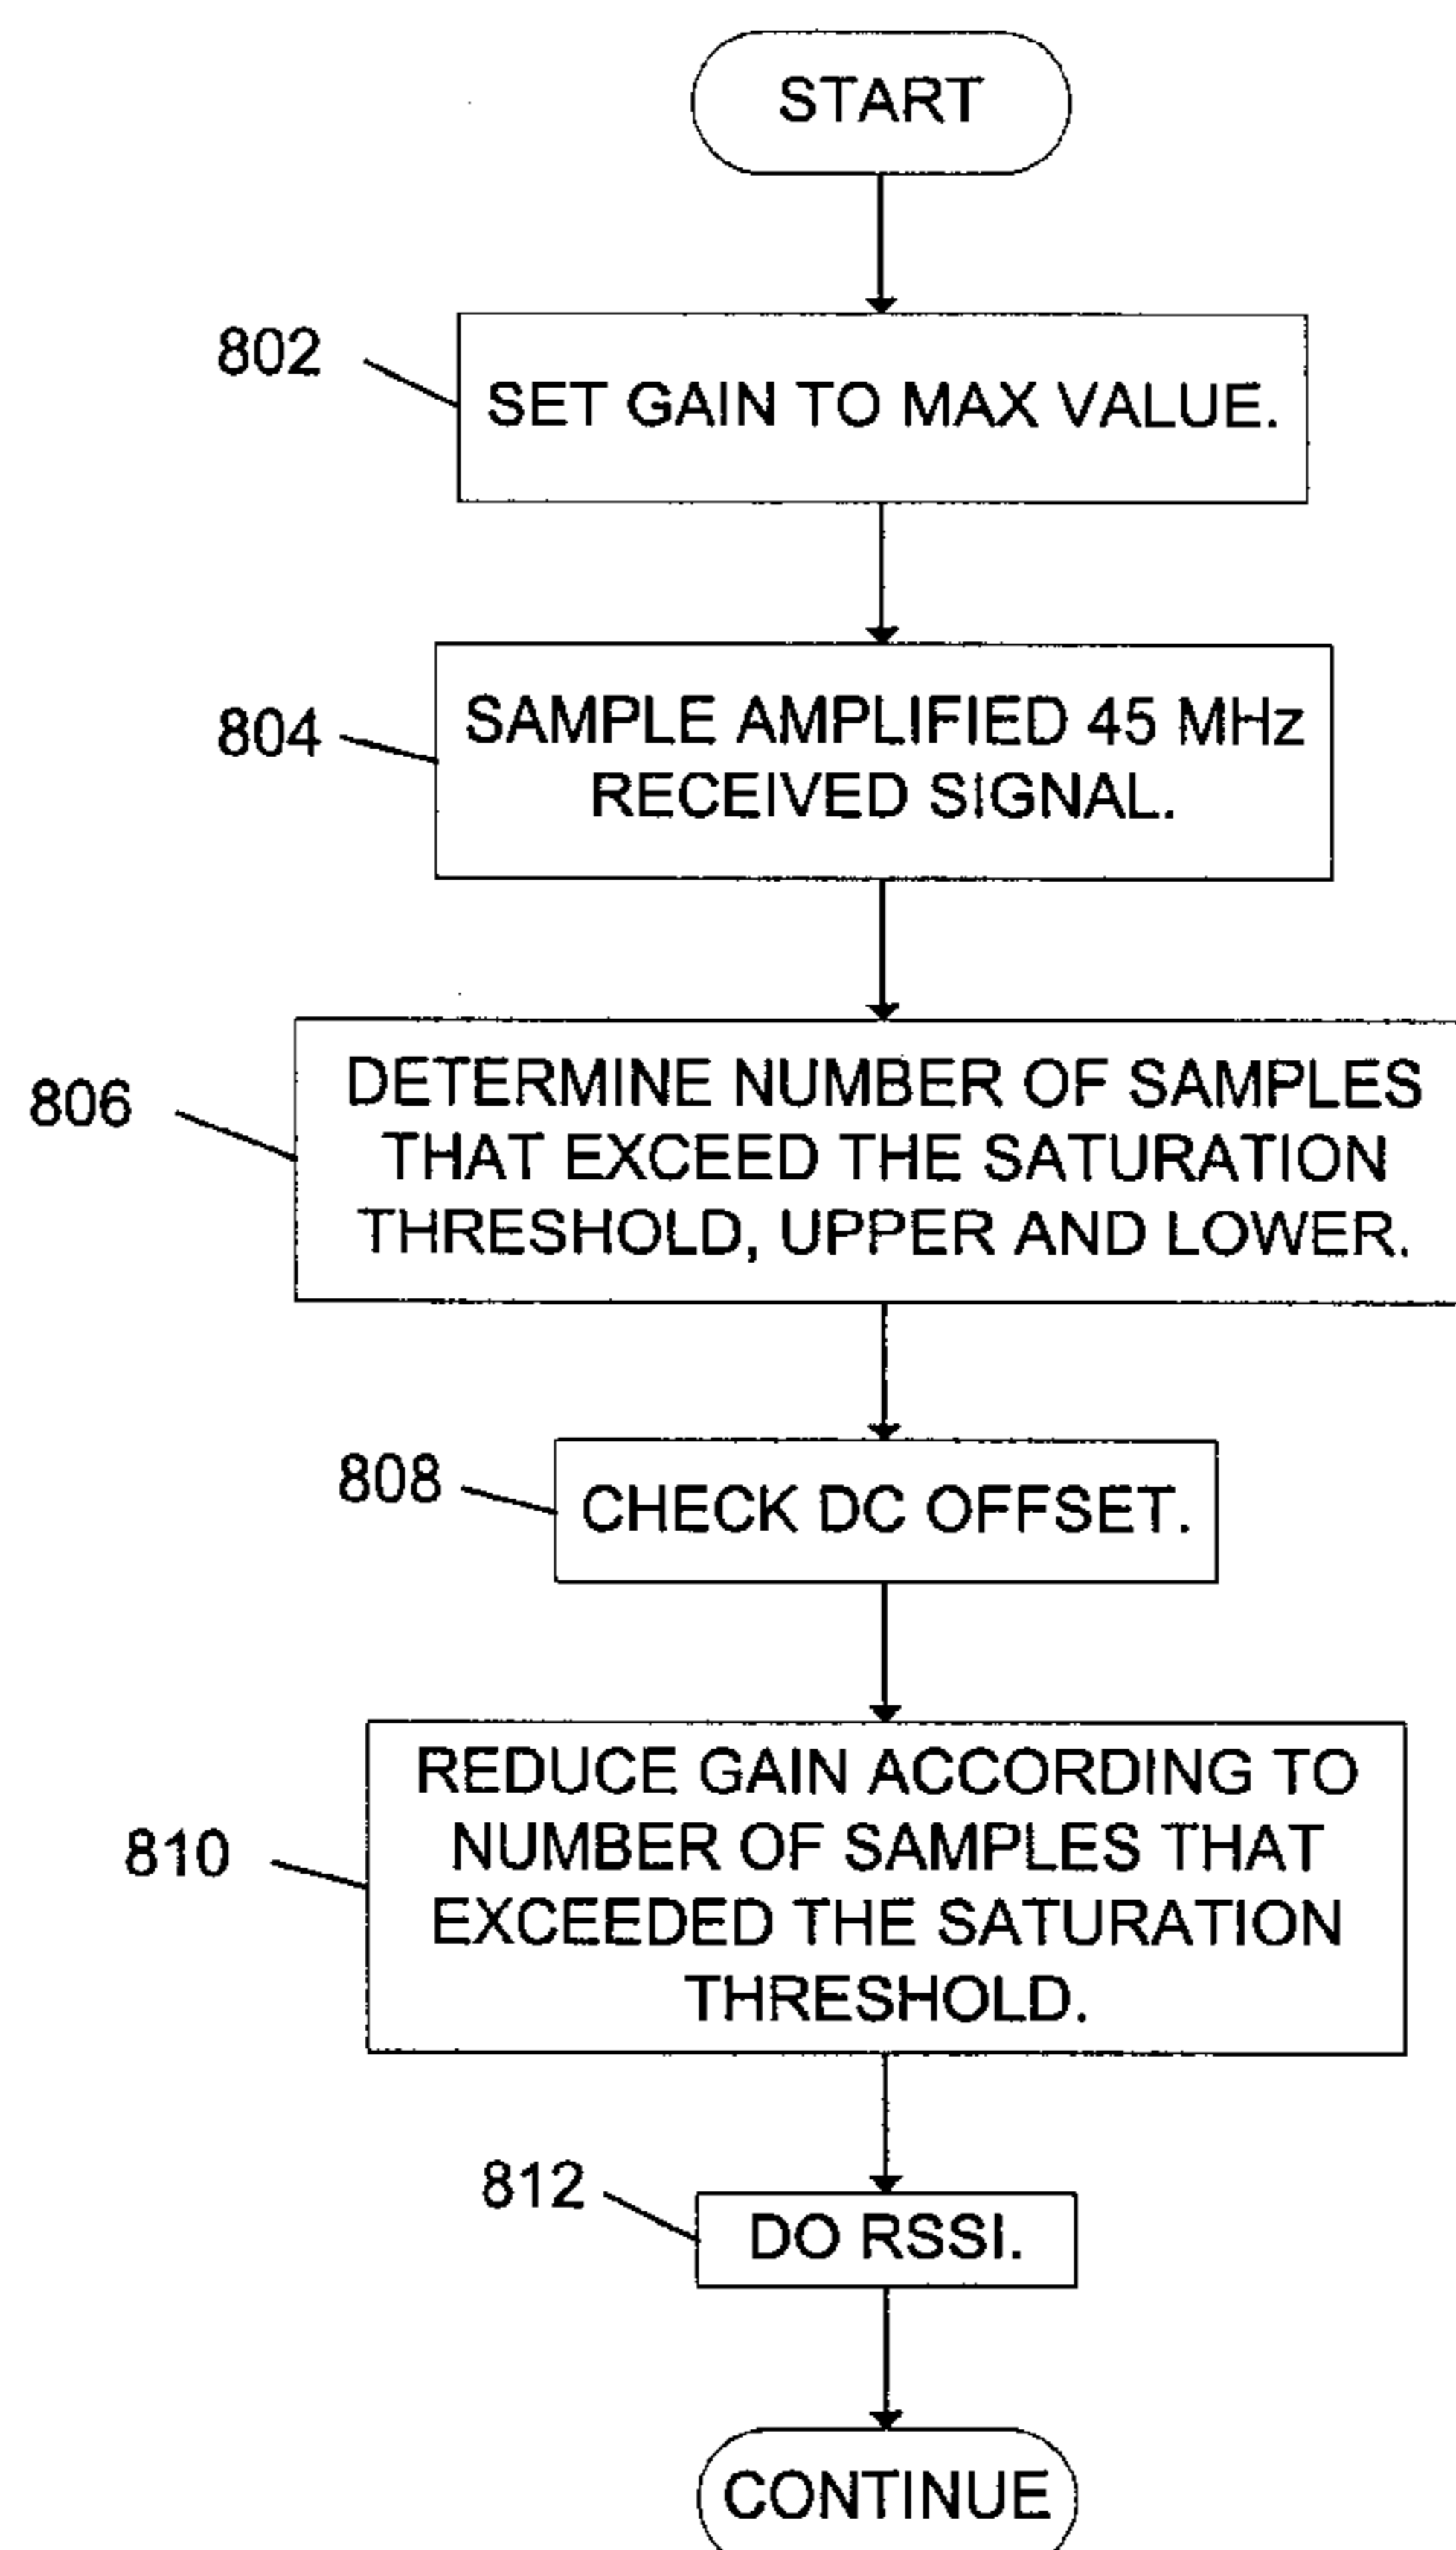 START
802
SET GAIN TO MAX VALUE.
804
SAMPLE AMPLIFIED 45 MHz
RECEIVED SIGNAL.
806
DETERMINE NUMBER OF SAMPLES
THAT EXCEED THE SATURATION
THRESHOLD, UPPER AND LOWER.
808
CHECK DC OFFSET.
810
REDUCE GAIN ACCORDING TO
NUMBER OF SAMPLES THAT
EXCEEDED THE SATURATION
THRESHOLD.
812
DO RSSI.
CONTINUE